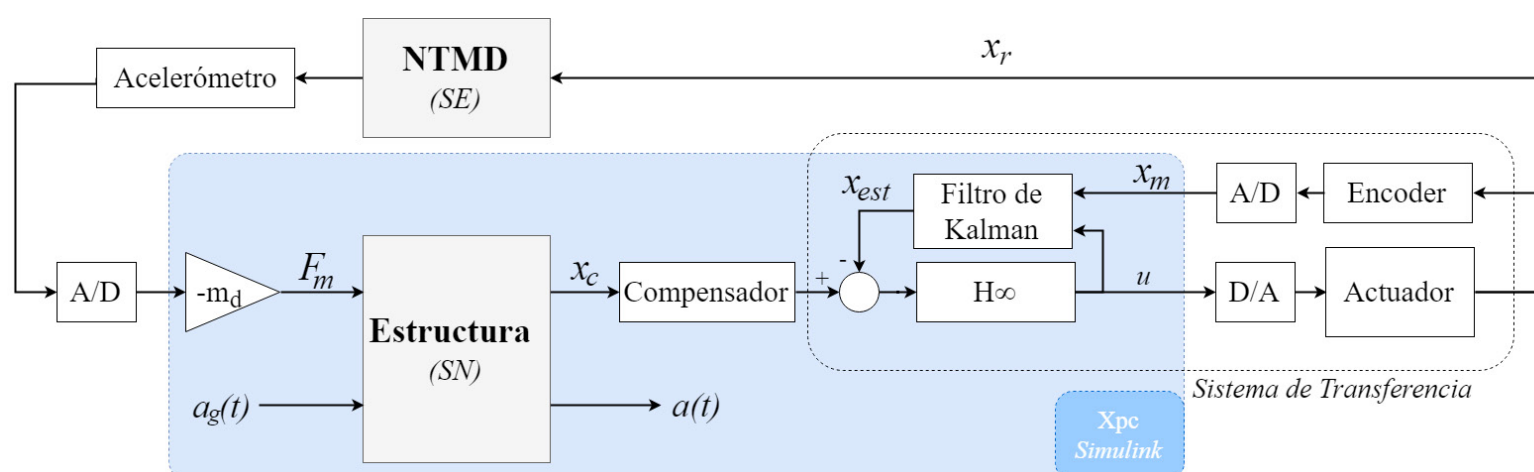 NTMD
(SE)
x_r
Acelerómetro
x_est
Filtro de
Kalman
x_m
A/D
Encoder
A/D
-m_d
F_m
Estructura
(SN)
x_c
Compensador
+
-
H∞
u
D/A
Actuador
a_g(t)
a(t)
Sistema de Transferencia
Xpc
Simulink